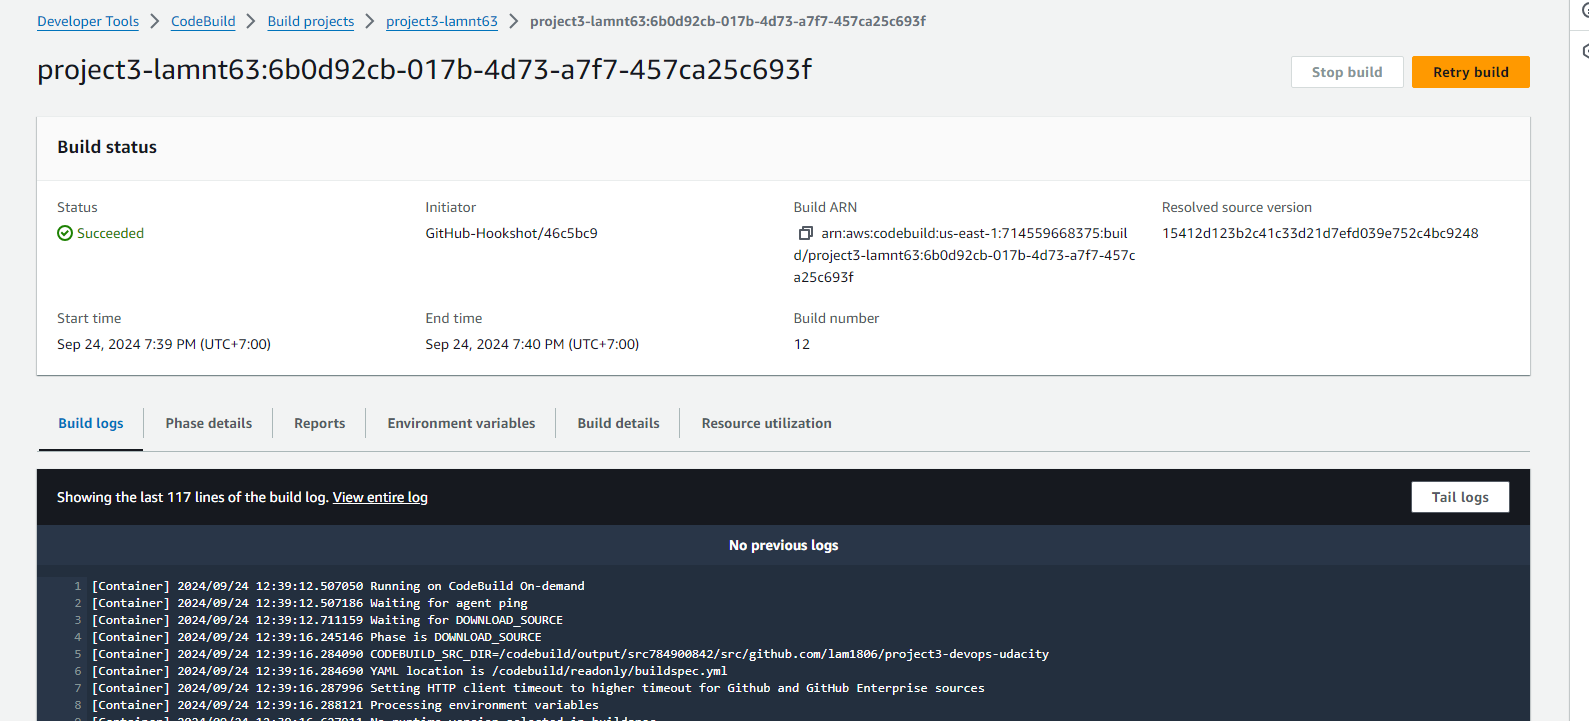 Developer Tools > CodeBuild > Build projects > project3-lamnt63 > project3-lamnt63:6b0d92cb-017b-4d73-a7f7-457ca25c693f
project3-lamnt63:6b0d92cb-017b-4d73-a7f7-457ca25c693f
Stop build
Retry build
Build status
Status
Succeeded
Initiator
GitHub-Hookshot/46c5bc9
Build ARN
arn:aws:codebuild:us-east-1:714559668375:buil
d/project3-lamnt63:6b0d92cb-017b-4d73-a7f7-457c
a25c693f
Resolved source version
15412d123b2c41c33d21d7efd039e752c4bc9248
Start time
Sep 24, 2024 7:39 PM (UTC+7:00)
End time
Sep 24, 2024 7:40 PM (UTC+7:00)
Build number
12
Build logs
Phase details
Reports
Environment variables
Build details
Resource utilization
Showing the last 117 lines of the build log. View entire log
Tail logs
No previous logs
1 [Container] 2024/09/24 12:39:12.507050 Running on CodeBuild On-demand
2 [Container] 2024/09/24 12:39:12.507186 Waiting for agent ping
3 [Container] 2024/09/24 12:39:12.711159 Waiting for DOWNLOAD_SOURCE
4 [Container] 2024/09/24 12:39:16.245146 Phase is DOWNLOAD_SOURCE
5 [Container] 2024/09/24 12:39:16.284090 CODEBUILD_SRC_DIR=/codebuild/output/src784900842/src/github.com/lam1806/project3-devops-udacity
6 [Container] 2024/09/24 12:39:16.284690 YAML location is /codebuild/readonly/buildspec.yml
7 [Container] 2024/09/24 12:39:16.287996 Setting HTTP client timeout to higher timeout for Github and GitHub Enterprise sources
8 [Container] 2024/09/24 12:39:16.288121 Processing environment variables